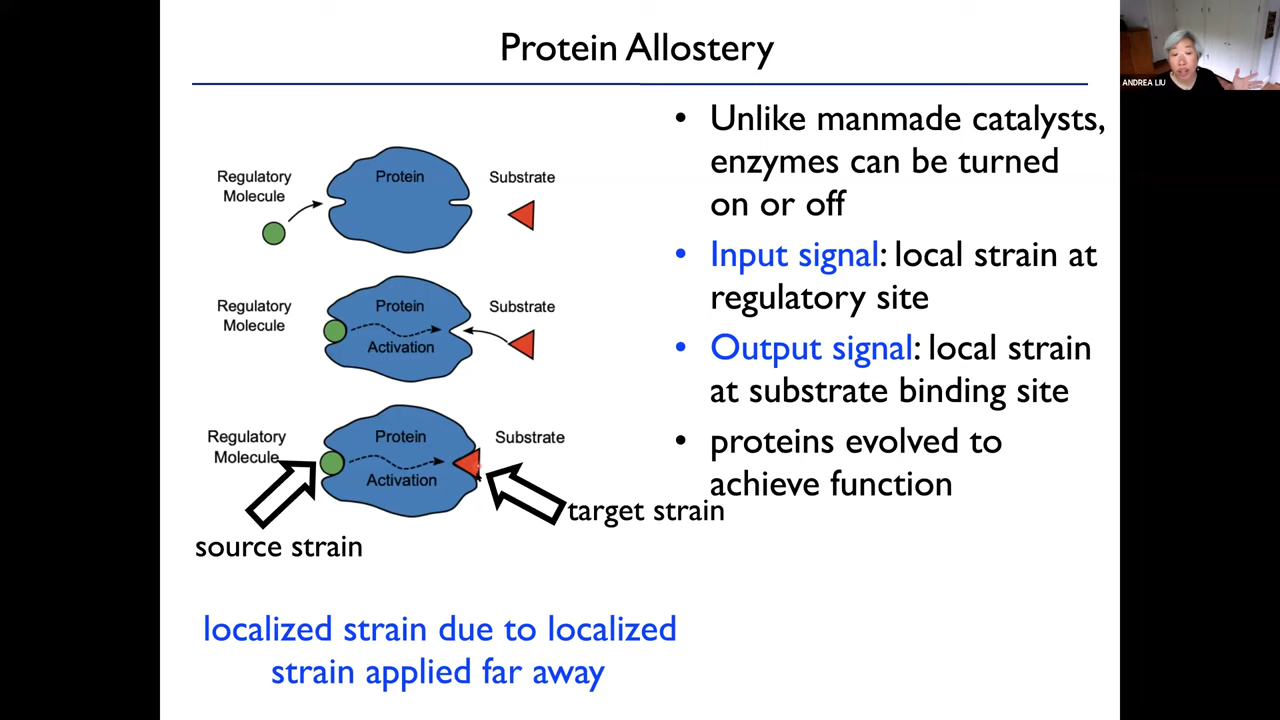 Protein Allostery
ANDREA LIU
Regulatory
Molecule
Protein
Substrate
Regulatory
Molecule
Protein
Activation
Substrate
Regulatory
Molecule
Protein
Activation
Substrate
source strain
target strain
localized strain due to localized
strain applied far away
• Unlike manmade catalysts,
enzymes can be turned
on or off
• Input signal: local strain at
regulatory site
• Output signal: local strain
at substrate binding site
• proteins evolved to
achieve function